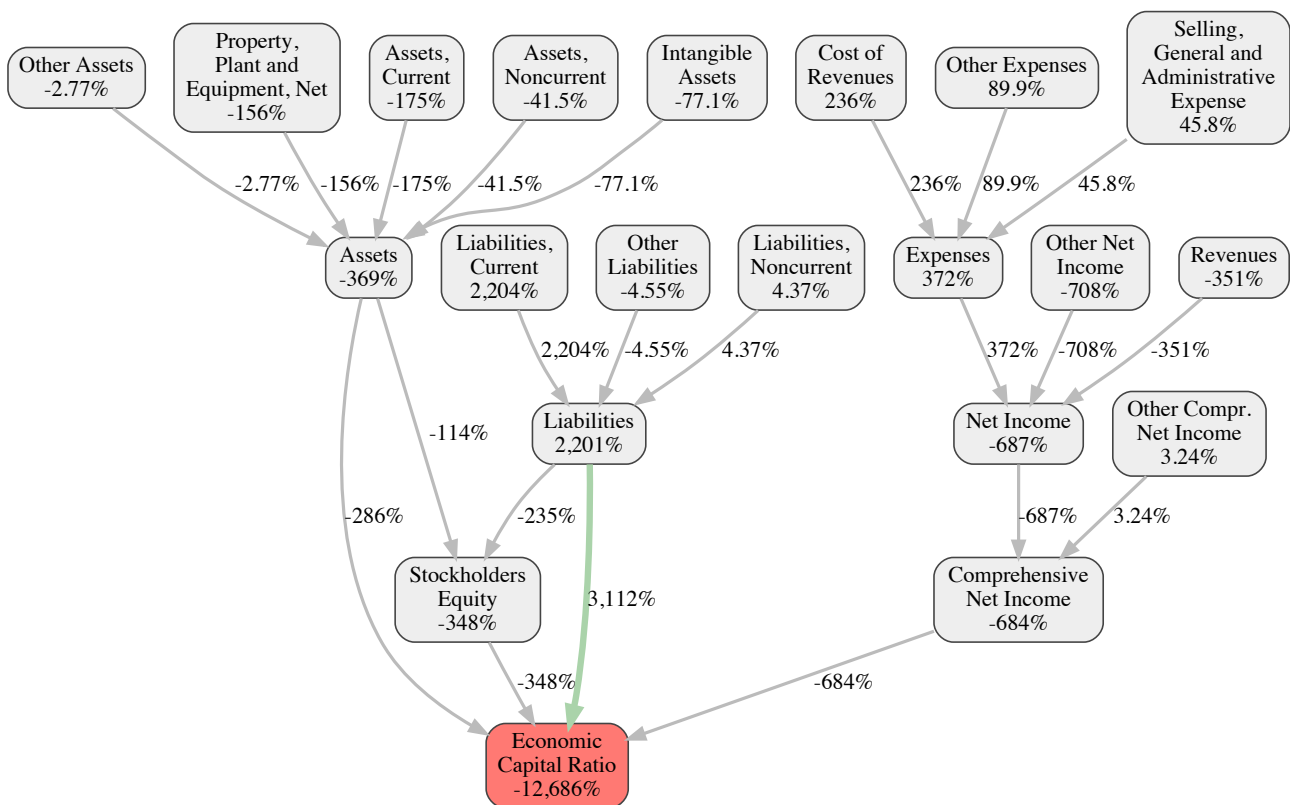 Other Assets
-2.77%
Property,
Plant and
Equipment, Net
-156%
Assets,
Current
-175%
Assets,
Noncurrent
-41.5%
Intangible
Assets
-77.1%
Cost of
Revenues
236%
Other Expenses
89.9%
Selling,
General and
Administrative
Expense
45.8%
-2.77%
-156%
-175%
-41.5%
-77.1%
236%
89.9%
45.8%
Assets
-369%
Liabilities,
Current
2,204%
Other
Liabilities
-4.55%
Liabilities,
Noncurrent
4.37%
Expenses
372%
Other Net
Income
-708%
Revenues
-351%
2,204%
-4.55%
4.37%
372%
-708%
-351%
-114%
Liabilities
2,201%
Net Income
-687%
Other Compr.
Net Income
3.24%
-286%
-235%
3,112%
-687%
3.24%
Stockholders
Equity
-348%
Comprehensive
Net Income
-684%
-348%
-684%
Economic
Capital Ratio
-12,686%